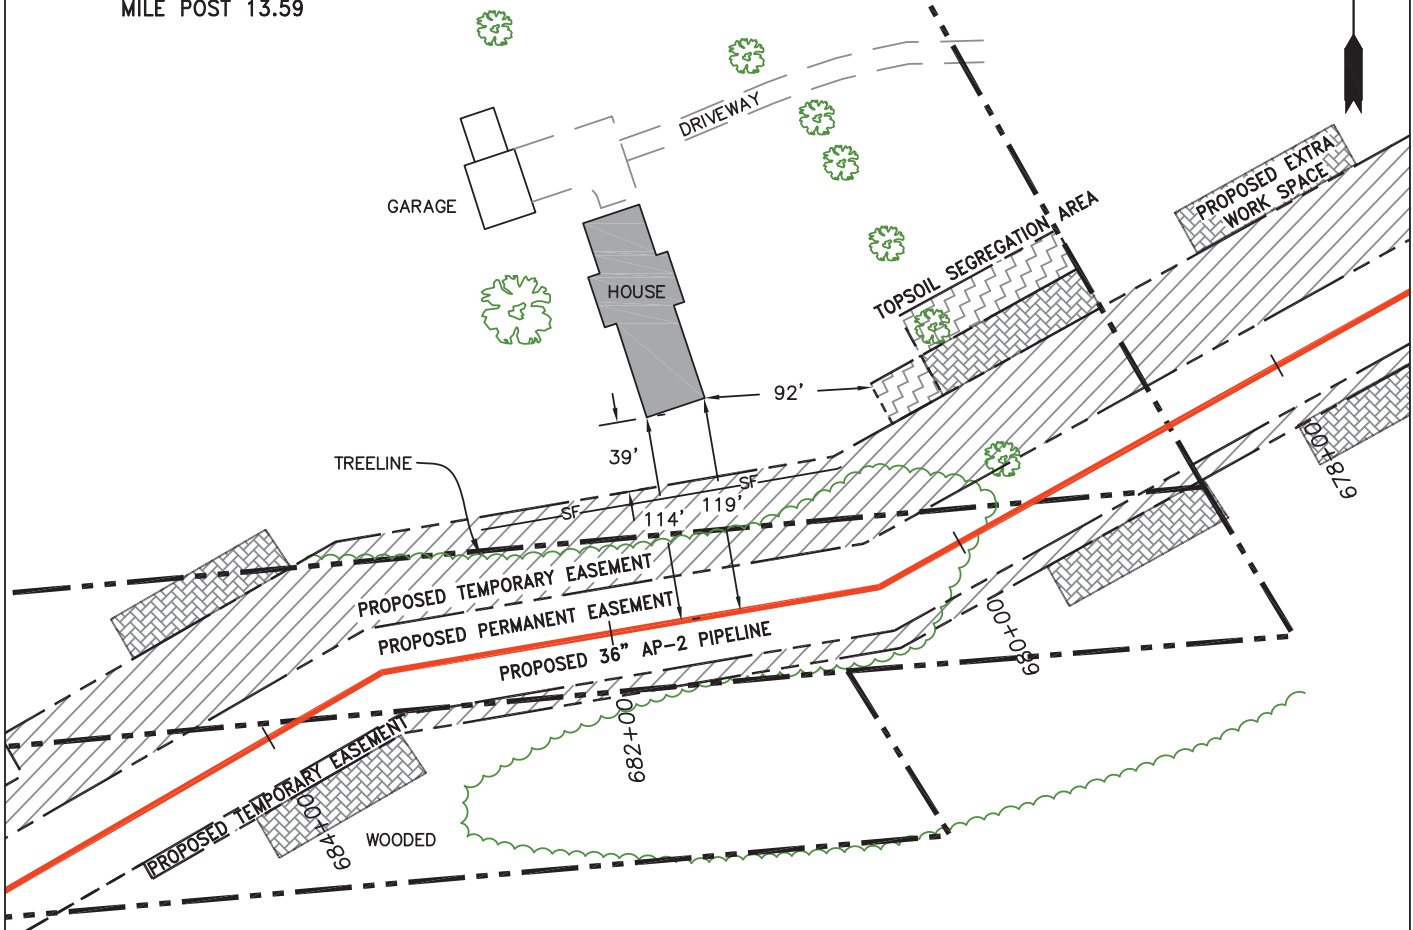 MILE POST 13.59
DRIVEWAY
PROPOSED EXTRA
WORK SPACE
GARAGE
TOPSOIL SEGREGATION AREA
HOUSE
92'
39'
TREELINE
SF
SF
114'
119'
678+00
PROPOSED TEMPORARY EASEMENT
PROPOSED PERMANENT EASEMENT
PROPOSED 36" AP-2 PIPELINE
680+00
682+00
PROPOSED TEMPORARY EASEMENT
684+00
WOODED